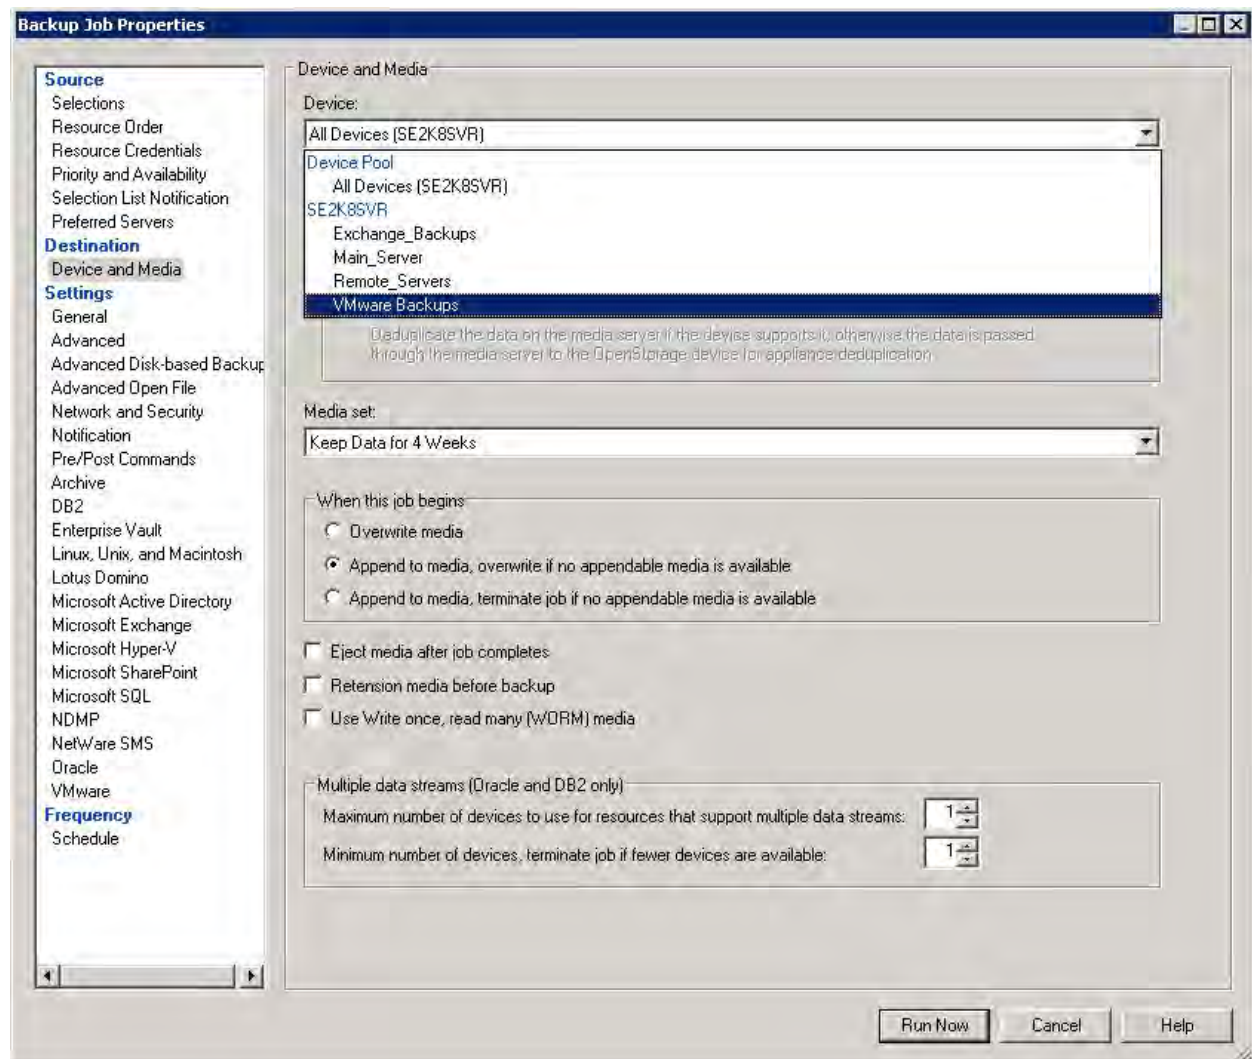 Backup Job Properties
Source
Selections
Resource Order
Resource Credentials
Priority and Availability
Selection List Notification
Preferred Servers
Destination
Device and Media
Settings
General
Advanced
Advanced Disk-based Backup
Advanced Open File
Network and Security
Notification
Pre/Post Commands
Archive
DB2
Enterprise Vault
Linux, Unix, and Macintosh
Lotus Domino
Microsoft Active Directory
Microsoft Exchange
Microsoft Hyper-V
Microsoft SharePoint
Microsoft SQL
NDMP
NetWare SMS
Oracle
VMware
Frequency
Schedule
Device and Media
Device:
All Devices (SE2K8SVR)
Device Pool
All Devices (SE2K8SVR)
SE2K8SVR
Exchange_Backups
Main_Server
Remote_Servers
VMware Backups
Deduplicate the data on the media server if the device supports it, otherwise the data is passed
through the media server to the OpenStorage device for appliance deduplication
Media set:
Keep Data for 4 Weeks
When this job begins
Overwrite media
Append to media, overwrite if no appendable media is available
Append to media, terminate job if no appendable media is available
Eject media after job completes
Retension media before backup
Use Write once, read many (WORM) media
Multiple data streams (Oracle and DB2 only)
Maximum number of devices to use for resources that support multiple data streams: 1
Minimum number of devices, terminate job if fewer devices are available: 1
Run Now
Cancel
Help